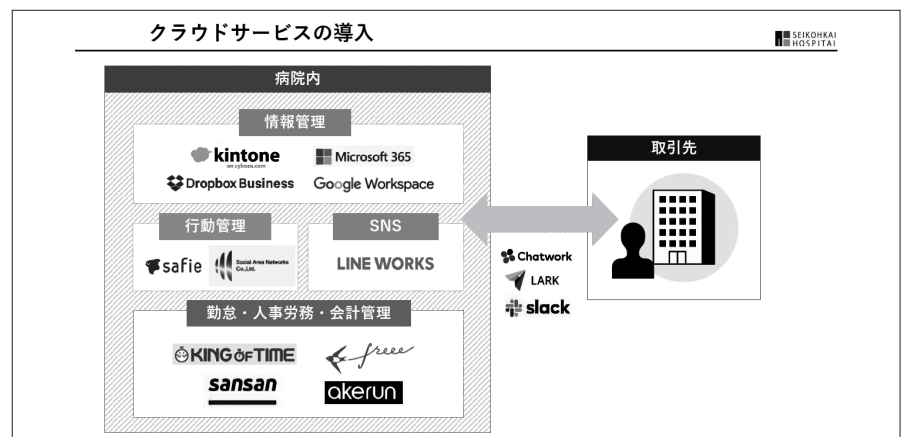 クラウドサービスの導入
SEIKOHKAI
HOSPITAL
病院内
情報管理
kintone
on cybozu.com
Microsoft 365
Dropbox Business
Google Workspace
行動管理
safie
Social Area Networks
Co.,Ltd.
SNS
LINE WORKS
勤怠・人事労務・会計管理
KING OF TIME
freee
sansan
akerun
Chatwork
LARK
slack
取引先